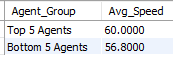 Agent_Group Avg_Speed
Top 5 Agents 60.0000
Bottom 5 Agents 56.8000